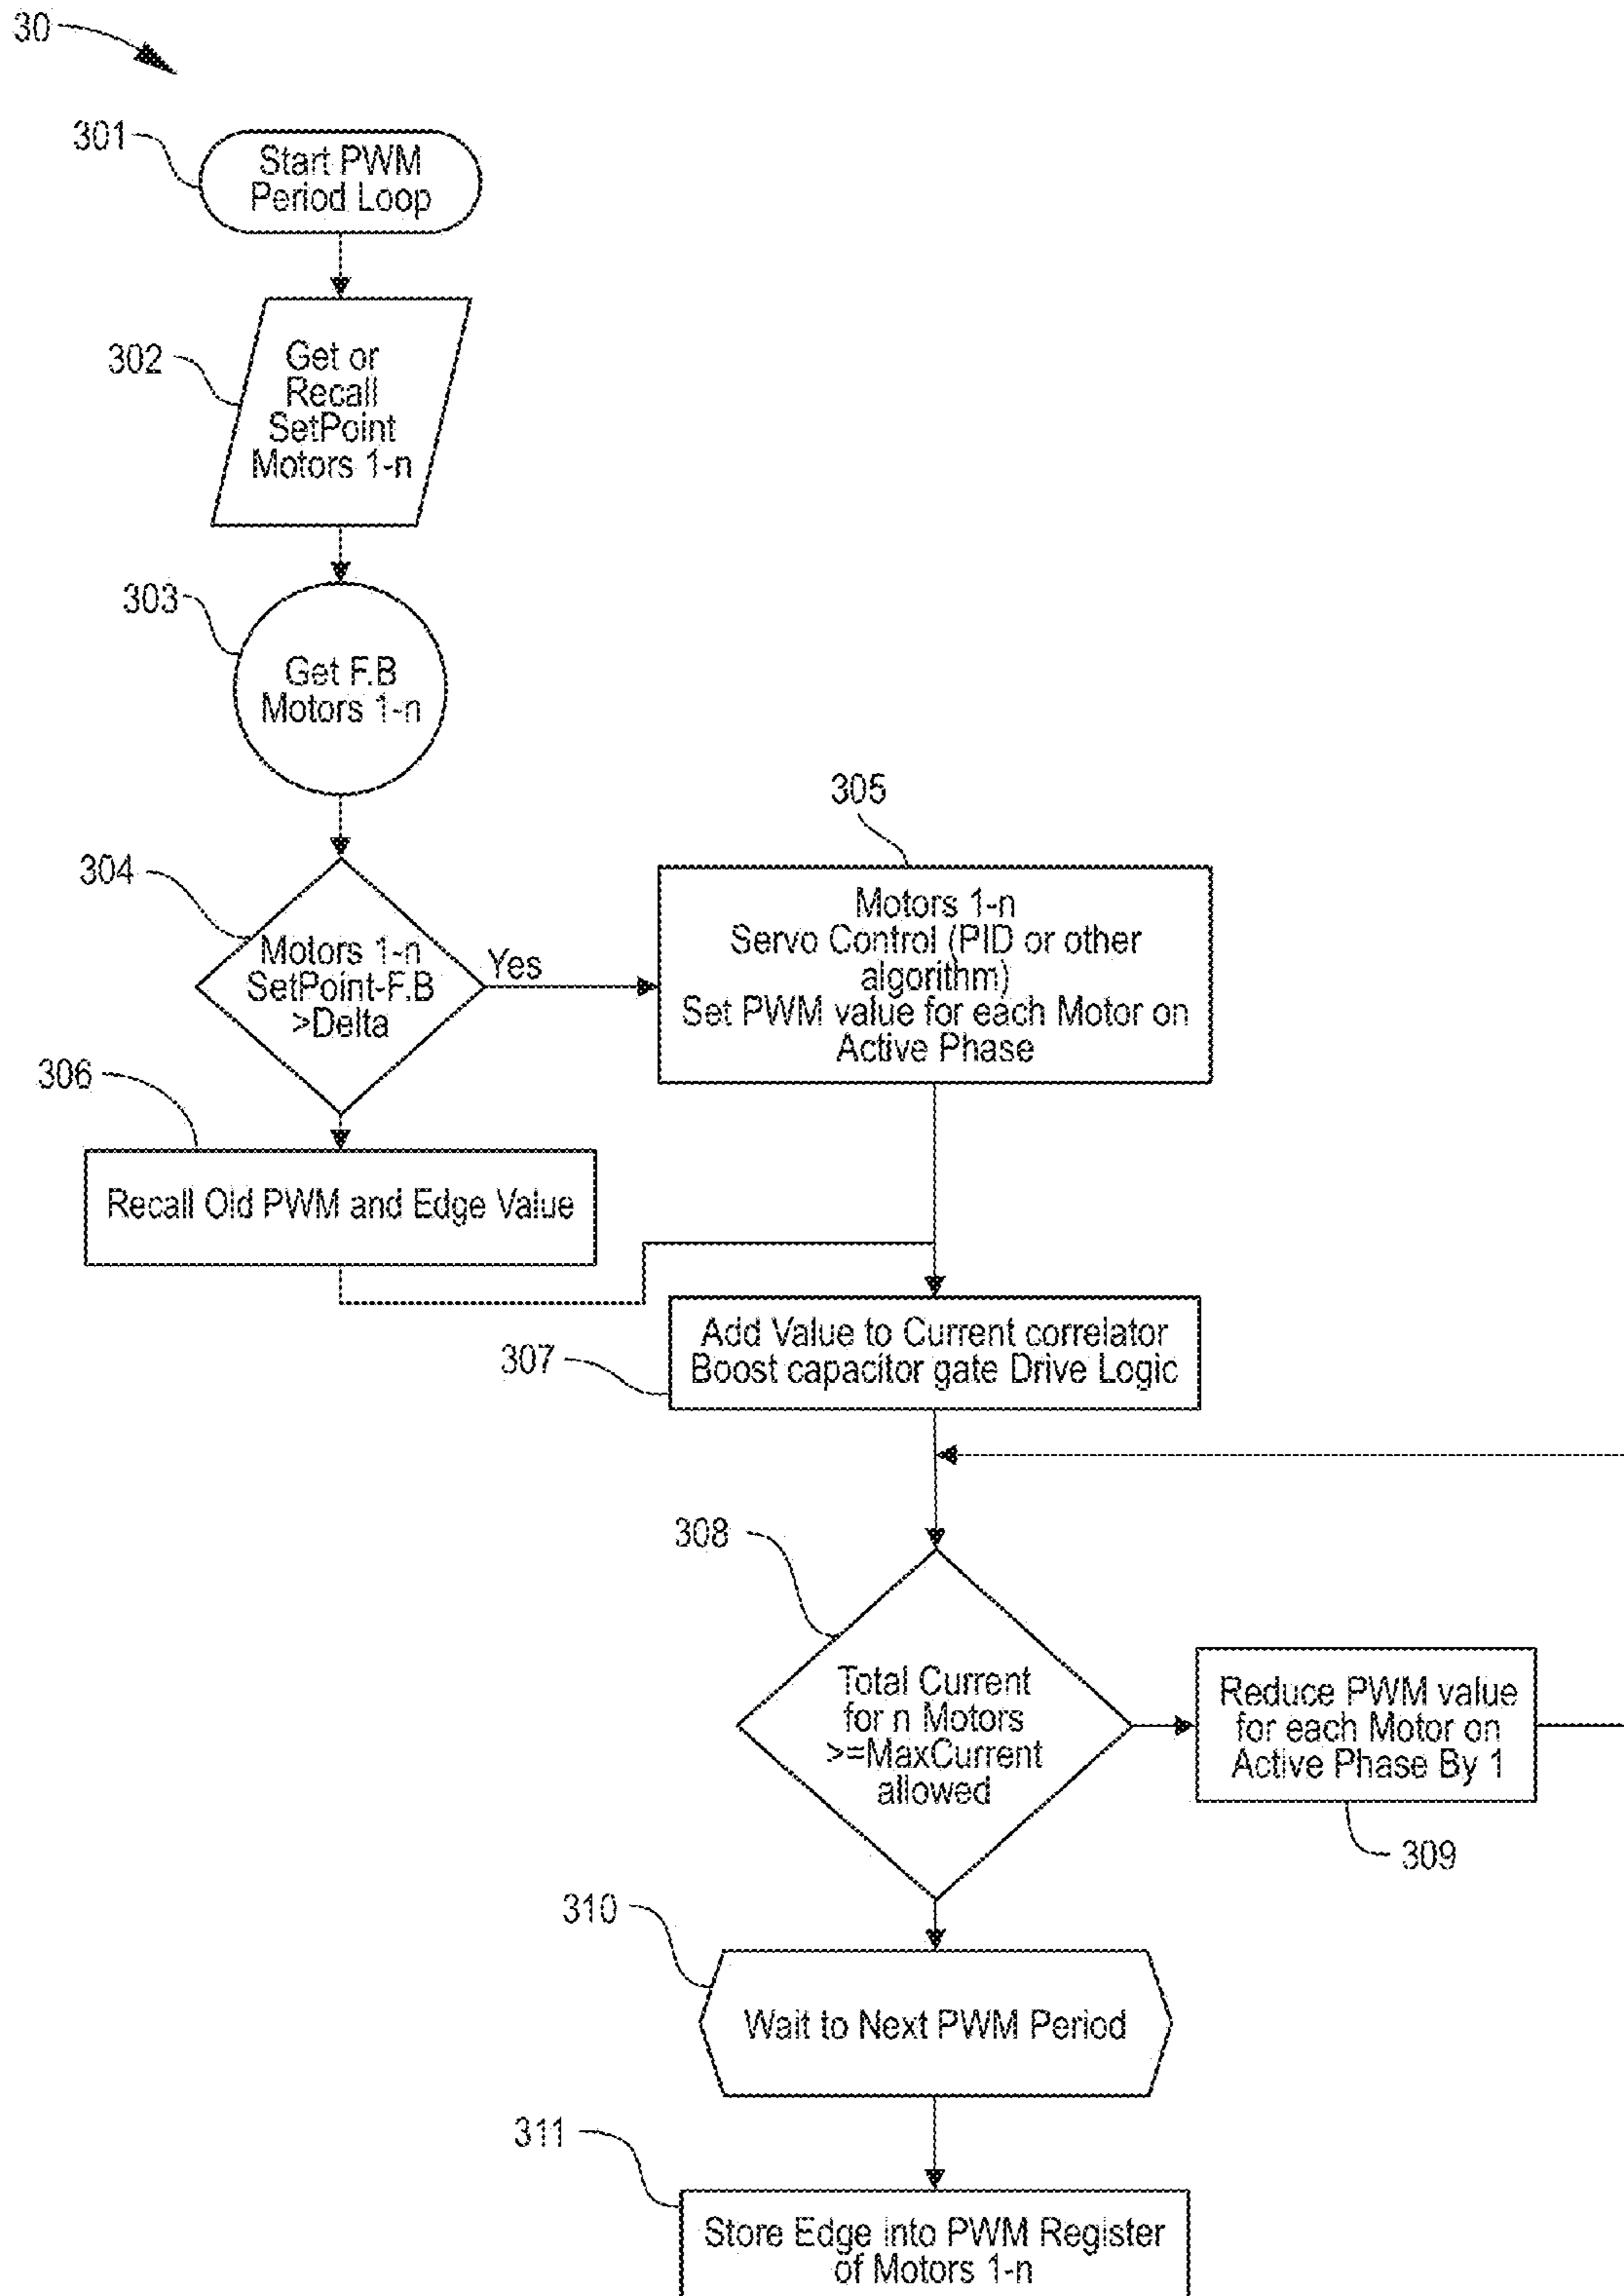 30
301
Start PWM
Period Loop
302
Get or
Recall
SetPoint
Motors 1-n
303
Get F.B
Motors 1-n
304
Motors 1-n
SetPoint-F.B
>Delta
Yes
305
Motors 1-n
Servo Control (PID or other
algorithm)
Set PWM value for each Motor on
Active Phase
306
Recall Old PWM and Edge Value
307
Add Value to Current correlator
Boost capacitor gate Drive Logic
308
Total Current
for n Motors
>=MaxCurrent
allowed
Reduce PWM value
for each Motor on
Active Phase By 1
309
310
Wait to Next PWM Period
311
Store Edge into PWM Register
of Motors 1-n